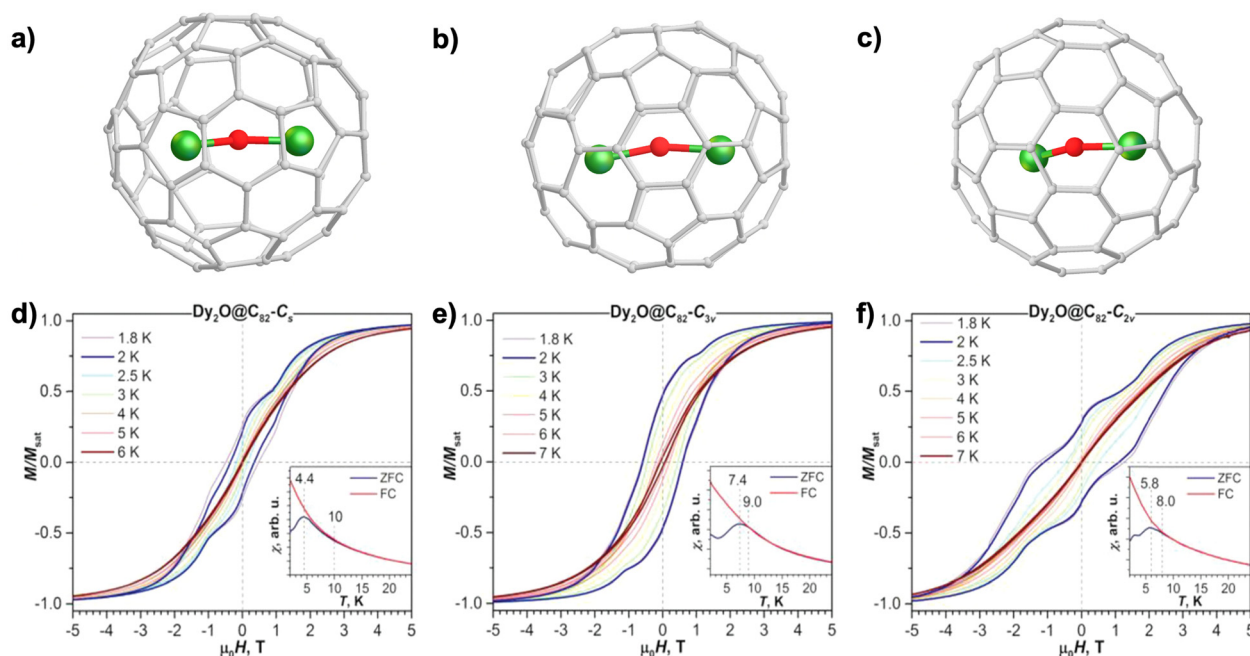 a)
b)
c)
d)
Dy₂O@C₈₂-Cₛ
1.0
0.5
0.0
-0.5
-1.0
M/Mₛₐₜ
1.8 K
2 K
2.5 K
3 K
4 K
5 K
6 K
4.4
10
ZFC
FC
χ, arb. u.
5 10 15 20
T, K
-5 -4 -3 -2 -1 0 1 2 3 4 5
μ₀H, T
e)
Dy₂O@C₈₂-C₃ᵥ
1.0
0.5
0.0
-0.5
-1.0
M/Mₛₐₜ
1.8 K
2 K
3 K
4 K
5 K
6 K
7 K
7.4
9.0
ZFC
FC
χ, arb. u.
5 10 15 20
T, K
-5 -4 -3 -2 -1 0 1 2 3 4 5
μ₀H, T
f)
Dy₂O@C₈₂-C₂ᵥ
1.0
0.5
0.0
-0.5
-1.0
M/Mₛₐₜ
1.8 K
2 K
2.5 K
3 K
4 K
5 K
6 K
7 K
5.8
8.0
ZFC
FC
χ, arb. u.
5 10 15 20
T, K
-5 -4 -3 -2 -1 0 1 2 3 4 5
μ₀H, T